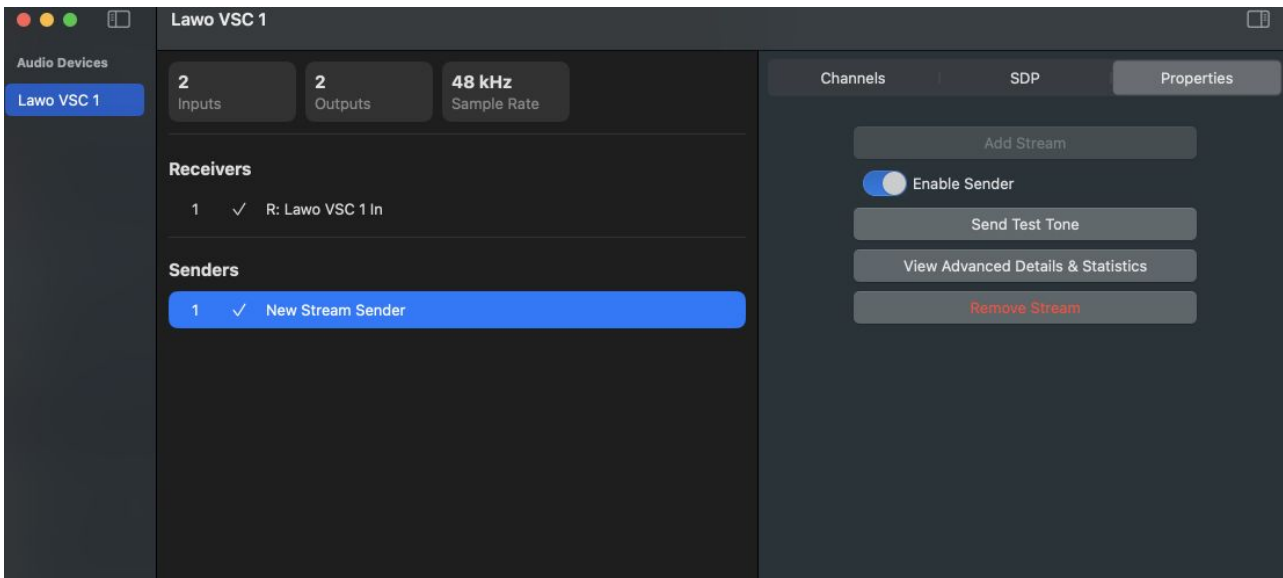 Lawo VSC 1
Audio Devices
Lawo VSC 1
2
Inputs
2
Outputs
48 kHz
Sample Rate
Receivers
1 ✓ R: Lawo VSC 1 In
Senders
1 ✓ New Stream Sender
Channels
SDP
Properties
Add Stream
Enable Sender
Send Test Tone
View Advanced Details & Statistics
Remove Stream